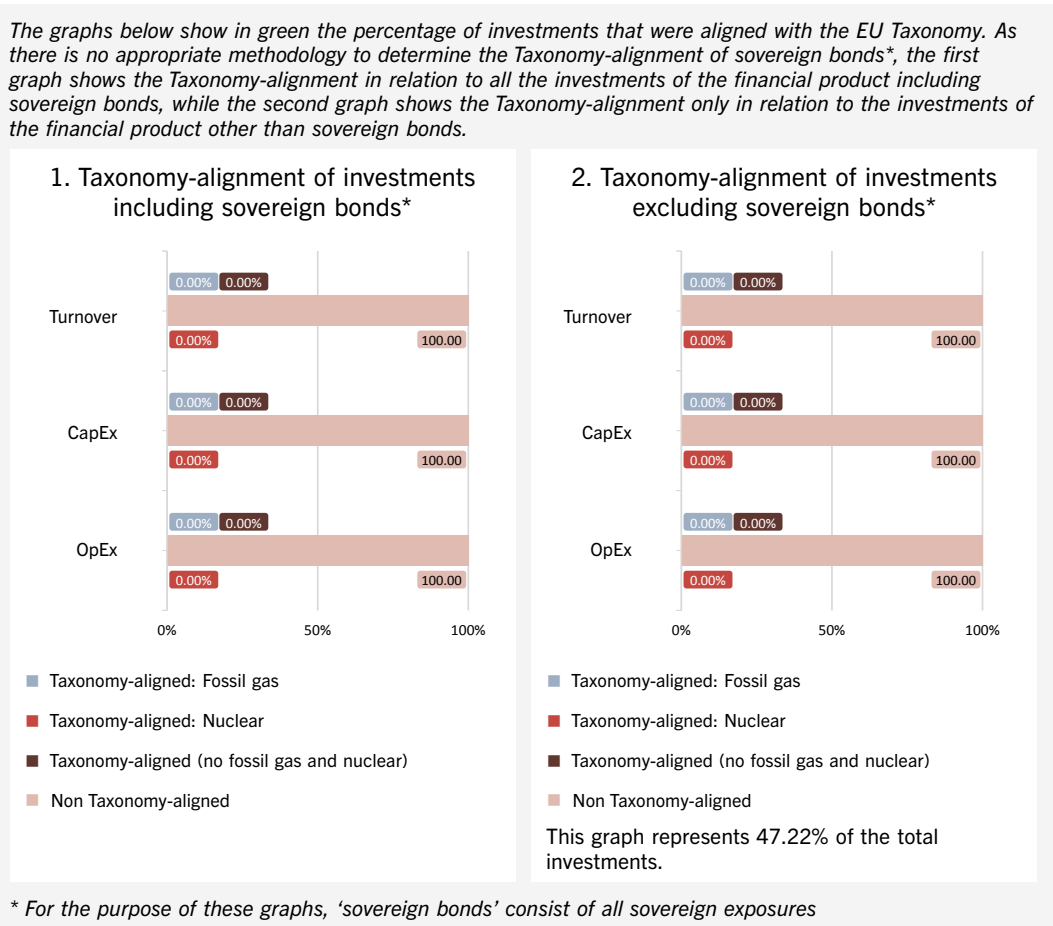 The graphs below show in green the percentage of investments that were aligned with the EU Taxonomy. As
there is no appropriate methodology to determine the Taxonomy-alignment of sovereign bonds*, the first
graph shows the Taxonomy-alignment in relation to all the investments of the financial product including
sovereign bonds, while the second graph shows the Taxonomy-alignment only in relation to the investments of
the financial product other than sovereign bonds.
1. Taxonomy-alignment of investments
including sovereign bonds*
0.00% 0.00%
Turnover
0.00% 100.00
0.00% 0.00%
CapEx
0.00% 100.00
0.00% 0.00%
OpEx
0.00% 100.00
0% 50% 100%
Taxonomy-aligned: Fossil gas
Taxonomy-aligned: Nuclear
Taxonomy-aligned (no fossil gas and nuclear)
Non Taxonomy-aligned
2. Taxonomy-alignment of investments
excluding sovereign bonds*
0.00% 0.00%
Turnover
0.00% 100.00
0.00% 0.00%
CapEx
0.00% 100.00
0.00% 0.00%
OpEx
0.00% 100.00
0% 50% 100%
Taxonomy-aligned: Fossil gas
Taxonomy-aligned: Nuclear
Taxonomy-aligned (no fossil gas and nuclear)
Non Taxonomy-aligned
This graph represents 47.22% of the total
investments.
* For the purpose of these graphs, ‘sovereign bonds’ consist of all sovereign exposures